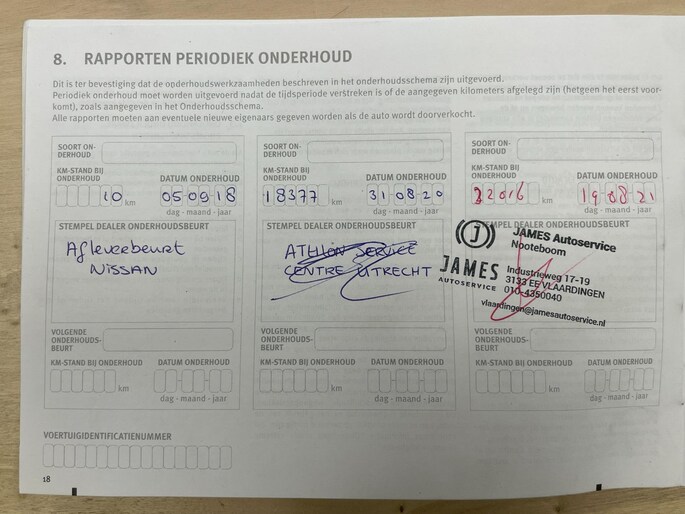 8. RAPPORTEN PERIODIEK ONDERHOUD
Dit is ter bevestiging dat de onderhoudswerkzaamheden beschreven in het onderhoudsschema zijn uitgevoerd.
Periodiek onderhoud moet worden uitgevoerd nadat de tijdsperiode verstreken is of de aangegeven kilometers afgelegd zijn (hetgeen het eerst voor-
komt), zoals aangegeven in het Onderhoudsschema.
Alle rapporten moeten aan eventuele nieuwe eigenaars gegeven worden als de auto wordt doorverkocht.
SOORT ON-
DERHOUD
KM-STAND BIJ
ONDERHOUD
DATUM ONDERHOUD
10 km
05-09-18
dag - maand - jaar
STEMPEL DEALER ONDERHOUDSBEURT
Afleverbeurt
NISSAN
VOLGENDE
ONDERHOUDS-
BEURT
KM-STAND BIJ ONDERHOUD
DATUM ONDERHOUD
km
dag - maand - jaar
SOORT ON-
DERHOUD
KM-STAND BIJ
ONDERHOUD
DATUM ONDERHOUD
18377 km
31-08-20
dag - maand - jaar
STEMPEL DEALER ONDERHOUDSBEURT
ATHLON SERVICE
CENTRE UTRECHT
VOLGENDE
ONDERHOUDS-
BEURT
KM-STAND BIJ ONDERHOUD
DATUM ONDERHOUD
km
dag - maand - jaar
SOORT ON-
DERHOUD
KM-STAND BIJ
ONDERHOUD
DATUM ONDERHOUD
22016 km
19-08-21
dag - maand - jaar
STEMPEL DEALER ONDERHOUDSBEURT
JAMES
AUTOSERVICE
JAMES Autoservice
Nooteboom
Industrieweg 17-19
3133 EE VLAARDINGEN
010-4350040
vlaardingen@jamesautoservice.nl
VOLGENDE
ONDERHOUDS-
BEURT
KM-STAND BIJ ONDERHOUD
DATUM ONDERHOUD
km
dag - maand - jaar
VOERTUIGIDENTIFICATIENUMMER
18